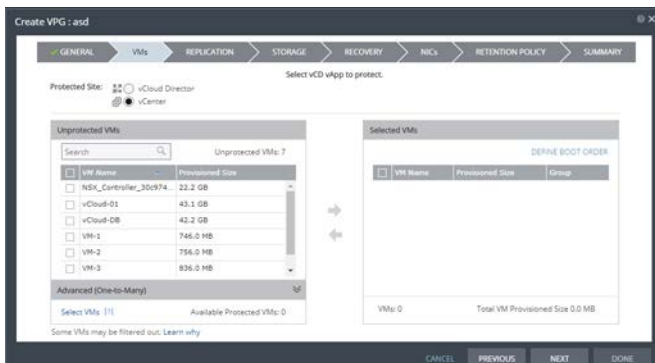 Create VPG : asd
GENERAL
VMs
REPLICATION
STORAGE
RECOVERY
NICs
RETENTION POLICY
SUMMARY
Select vCD vApp to protect.
Protected Site:
vCloud Director
vCenter
Unprotected VMs
Search
Unprotected VMs: 7
VM Name Provisioned Size
NSX_Controller_30c974... 22.2 GB
vCloud-01 43.1 GB
vCloud-DB 42.2 GB
VM-1 746.0 MB
VM-2 756.0 MB
VM-3 836.0 MB
Advanced (One-to-Many)
Select VMs Available Protected VMs: 0
Some VMs may be filtered out. Learn why
Selected VMs
DEFINE BOOT ORDER
VM Name Provisioned Size Group
VMs: 0 Total VM Provisioned Size 0.0 MB
CANCEL PREVIOUS NEXT DONE